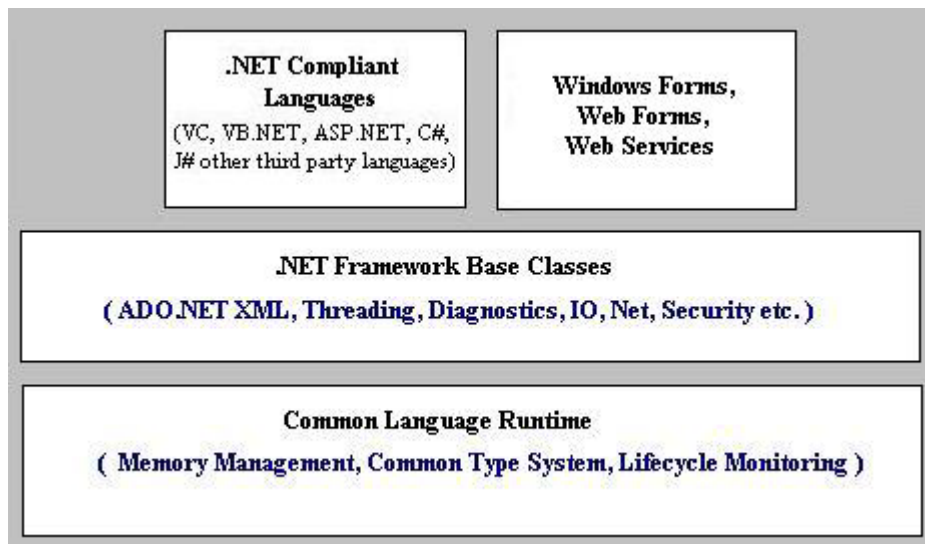 .NET Compliant
Languages
(VC, VB.NET, ASP.NET, C#,
J# other third party languages)
Windows Forms,
Web Forms,
Web Services
.NET Framework Base Classes
( ADO.NET XML, Threading, Diagnostics, IO, Net, Security etc. )
Common Language Runtime
( Memory Management, Common Type System, Lifecycle Monitoring )